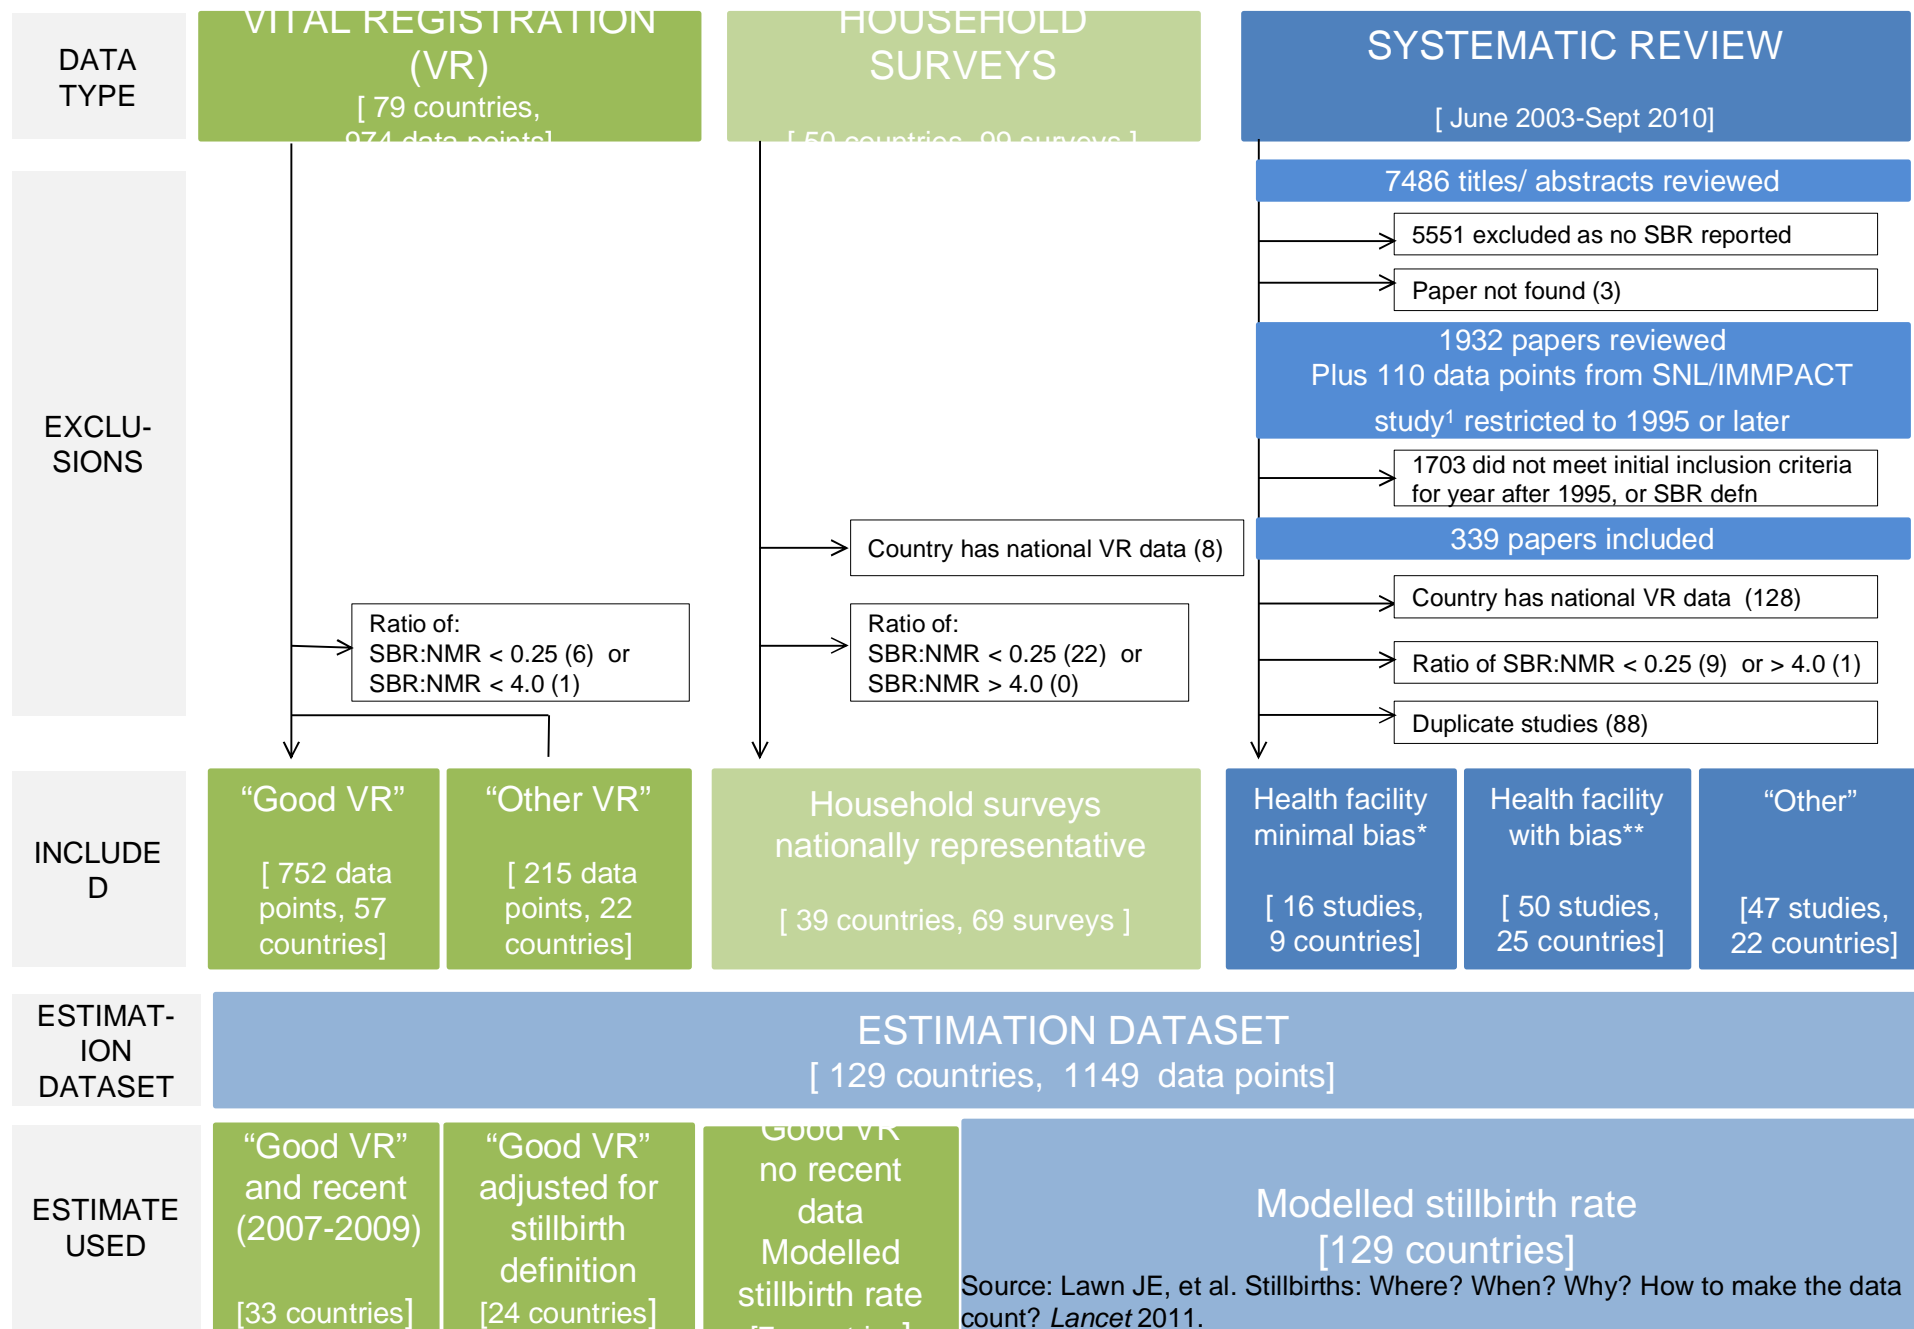 DATA
TYPE
VITAL REGISTRATION
(VR)
[ 79 countries,
974 data points]
HOUSEHOLD
SURVEYS
[ 50 countries, 99 surveys ]
SYSTEMATIC REVIEW
[ June 2003-Sept 2010]
EXCLU-
SIONS
7486 titles/ abstracts reviewed
5551 excluded as no SBR reported
Paper not found (3)
1932 papers reviewed
Plus 110 data points from SNL/IMMPACT
study¹ restricted to 1995 or later
1703 did not meet initial inclusion criteria
for year after 1995, or SBR defn
339 papers included
Country has national VR data (8)
Country has national VR data (128)
Ratio of:
SBR:NMR < 0.25 (6) or
SBR:NMR < 4.0 (1)
Ratio of:
SBR:NMR < 0.25 (22) or
SBR:NMR > 4.0 (0)
Ratio of SBR:NMR < 0.25 (9) or > 4.0 (1)
Duplicate studies (88)
INCLUDE
D
“Good VR”
[ 752 data
points, 57
countries]
“Other VR”
[ 215 data
points, 22
countries]
Household surveys
nationally representative
[ 39 countries, 69 surveys ]
Health facility
minimal bias*
[ 16 studies,
9 countries]
Health facility
with bias**
[ 50 studies,
25 countries]
“Other”
[47 studies,
22 countries]
ESTIMAT-
ION
DATASET
ESTIMATION DATASET
[ 129 countries, 1149 data points]
ESTIMATE
USED
“Good VR”
and recent
(2007-2009)
[33 countries]
“Good VR”
adjusted for
stillbirth
definition
[24 countries]
Good VR
no recent
data
Modelled
stillbirth rate
Modelled stillbirth rate
[129 countries]
Source: Lawn JE, et al. Stillbirths: Where? When? Why? How to make the data
count? Lancet 2011.